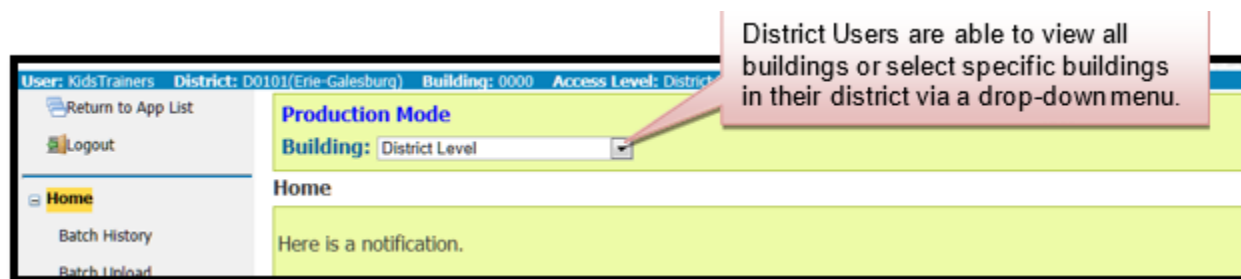 District Users are able to view all
buildings or select specific buildings
in their district via a drop-down menu.
User: KidsTrainers District: D0101(Erie-Galesburg) Building: 0000 Access Level: District
Return to App List
Logout
Production Mode
Building: District Level
Home
Home
Batch History
Batch Upload
Here is a notification.